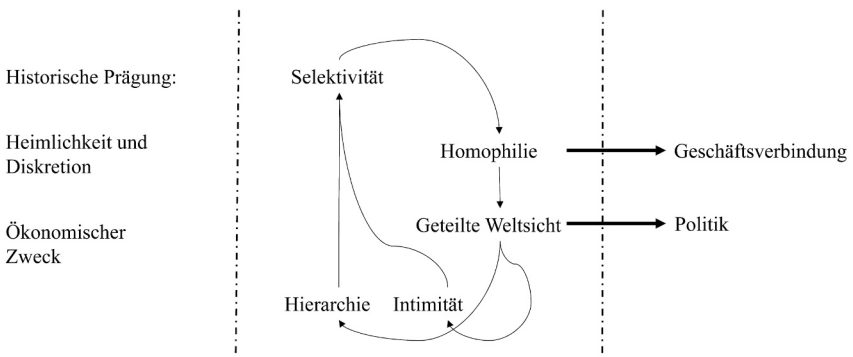 Historische Prägung:
Heimlichkeit und
Diskretion
Ökonomischer
Zweck
Selektivität
Homophilie
Geteilte Weltsicht
Hierarchie
Intimität
Geschäftsverbindung
Politik